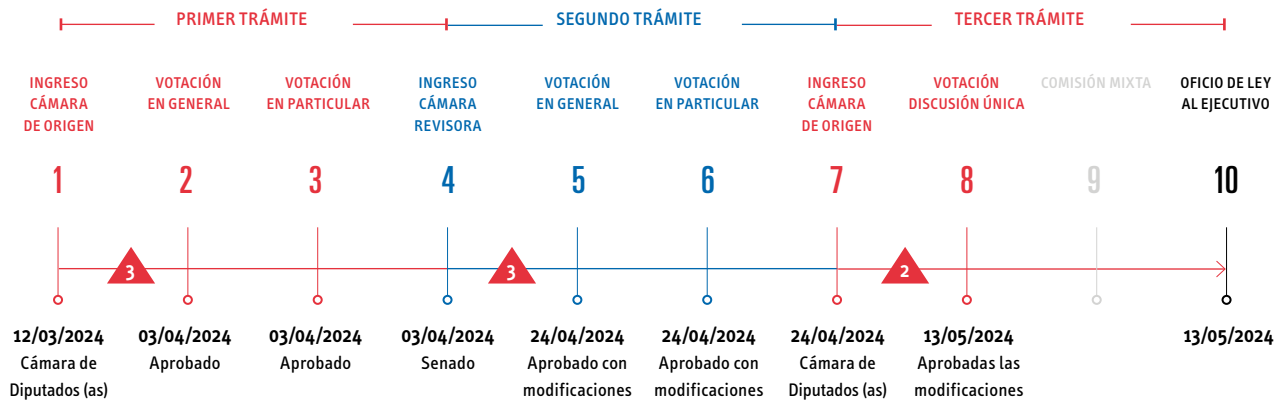 PRIMER TRÁMITE
SEGUNDO TRÁMITE
TERCER TRÁMITE
INGRESO
CÁMARA
DE ORIGEN
VOTACIÓN
EN GENERAL
VOTACIÓN
EN PARTICULAR
INGRESO
CÁMARA
REVISORA
VOTACIÓN
EN GENERAL
VOTACIÓN
EN PARTICULAR
INGRESO
CÁMARA
DE ORIGEN
VOTACIÓN
DISCUSIÓN ÚNICA
COMISIÓN MIXTA
OFICIO DE LEY
AL EJECUTIVO
1
2
3
4
5
6
7
8
9
10
3
3
2
12/03/2024
Cámara de
Diputados (as)
03/04/2024
Aprobado
03/04/2024
Aprobado
03/04/2024
Senado
24/04/2024
Aprobado con
modificaciones
24/04/2024
Aprobado con
modificaciones
24/04/2024
Cámara de
Diputados (as)
13/05/2024
Aprobadas las
modificaciones
13/05/2024